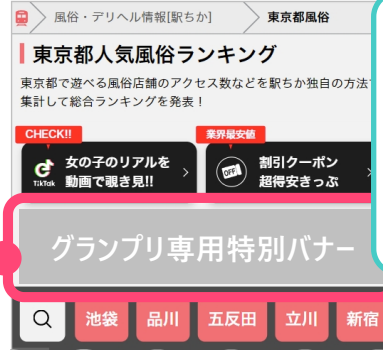 風俗・デリヘル情報[駅ちか]
東京都風俗
東京都人気風俗ランキング
東京都で遊べる風俗店舗のアクセス数などを駅ちか独自の方法で
集計して総合ランキングを発表！
CHECK!!
業界最安値
TikTok
女の子のリアルを
動画で覗き見!!
OFF!
割引クーポン
超得安きっぷ
グランプリ専用特別バナー
池袋
品川
五反田
立川
新宿